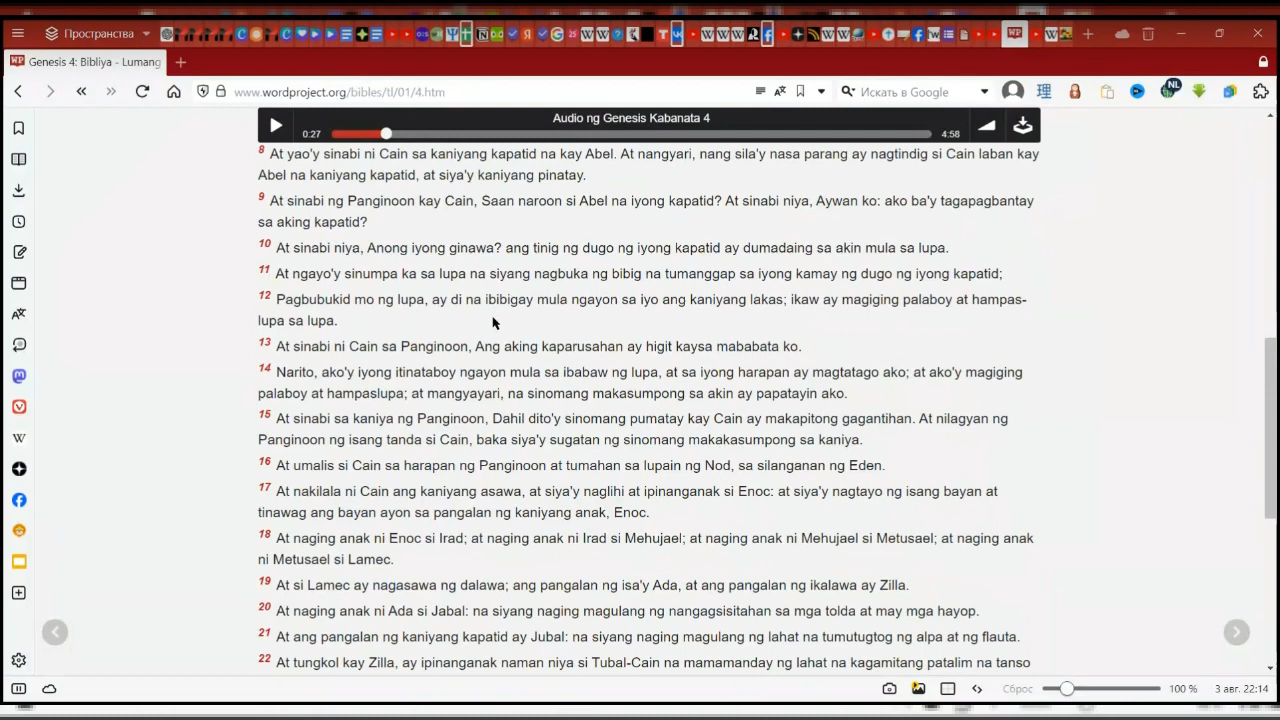 Пространства
Genesis 4: Bibliya - Lumang
www.wordproject.org/bibles/tl/01/4.htm
Искать в Google
NL
Audio ng Genesis Kabanata 4
0:27
4:58
8 At yao'y sinabi ni Cain sa kaniyang kapatid na kay Abel. At nangyari, nang sila'y nasa parang ay nagtindig si Cain laban kay
Abel na kaniyang kapatid, at siya'y kaniyang pinatay.
9 At sinabi ng Panginoon kay Cain, Saan naroon si Abel na iyong kapatid? At sinabi niya, Aywan ko: ako ba'y tagapagbantay
sa aking kapatid?
10 At sinabi niya, Anong iyong ginawa? ang tinig ng dugo ng iyong kapatid ay dumadaing sa akin mula sa lupa.
11 At ngayo'y sinumpa ka sa lupa na siyang nagbuka ng bibig na tumanggap sa iyong kamay ng dugo ng iyong kapatid;
12 Pagbubukid mo ng lupa, ay di na ibibigay mula ngayon sa iyo ang kaniyang lakas; ikaw ay magiging palaboy at hampas-
lupa sa lupa.
13 At sinabi ni Cain sa Panginoon, Ang aking kaparusahan ay higit kaysa mababata ko.
14 Narito, ako'y iyong itinataboy ngayon mula sa ibabaw ng lupa, at sa iyong harapan ay magtatago ako; at ako'y magiging
palaboy at hampaslupa; at mangyayari, na sinomang makasumpong sa akin ay papatayin ako.
15 At sinabi sa kaniya ng Panginoon, Dahil dito'y sinomang pumatay kay Cain ay makapitong gagantihan. At nilagyan ng
Panginoon ng isang tanda si Cain, baka siya'y sugatan ng sinomang makakasumpong sa kaniya.
16 At umalis si Cain sa harapan ng Panginoon at tumahan sa lupain ng Nod, sa silanganan ng Eden.
17 At nakilala ni Cain ang kaniyang asawa, at siya'y naglihi at ipinanganak si Enoc: at siya'y nagtayo ng isang bayan at
tinawag ang bayan ayon sa pangalan ng kaniyang anak, Enoc.
18 At naging anak ni Enoc si Irad; at naging anak ni Irad si Mehujael; at naging anak ni Mehujael si Metusael; at naging anak
ni Metusael si Lamec.
19 At si Lamec ay nagasawa ng dalawa; ang pangalan ng isa'y Ada, at ang pangalan ng ikalawa ay Zilla.
20 At naging anak ni Ada si Jabal: na siyang naging magulang ng nangagsisitahan sa mga tolda at may mga hayop.
21 At ang pangalan ng kaniyang kapatid ay Jubal: na siyang naging magulang ng lahat na tumutugtog ng alpa at ng flauta.
22 At tungkol kay Zilla, ay ipinanganak naman niya si Tubal-Cain na mamamanday ng lahat na kagamitang patalim na tanso
Сброс
100 %
3 авг. 22:14